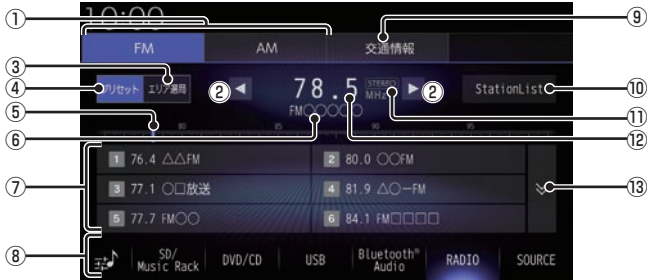 10:00
① ⑨
FM AM 交通情報
③
④ プリセット エリア選局 ② ◀ 78.5 STEREO MHz ▶ ② StationList ⑩
⑤ ⑪
⑥ FM○○○○○ ⑫
80 85 90 95
1 76.4 △△FM 2 80.0 ○○FM
⑦ 3 77.1 ○□放送 4 81.9 △○ーFM ⑬
5 77.7 FM○○ 6 84.1 FM□□□□
⑧ SD/ Music Rack DVD/CD USB Bluetooth® Audio RADIO SOURCE